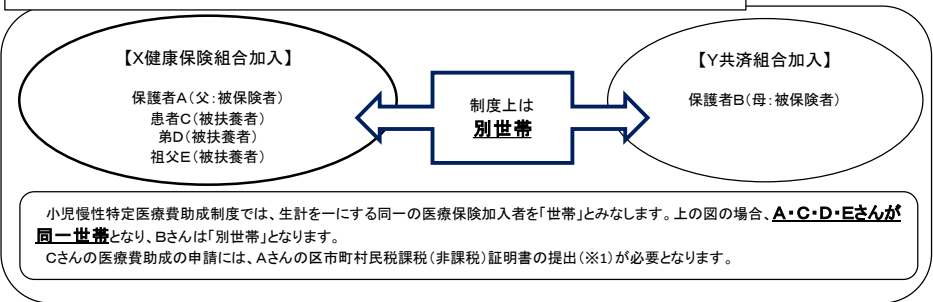 【X健康保険組合加入】
保護者A(父:被保険者)
患者C(被扶養者)
弟D(被扶養者)
祖父E(被扶養者)
制度上は
別世帯
【Y共済組合加入】
保護者B(母:被保険者)
小児慢性特定医療費助成制度では、生計を一にする同一の医療保険加入者を「世帯」とみなします。上の図の場合、A・C・D・Eさんが
同一世帯となり、Bさんは「別世帯」となります。
Cさんの医療費助成の申請には、Aさんの区市町村民税課税(非課税)証明書の提出(※1)が必要となります。